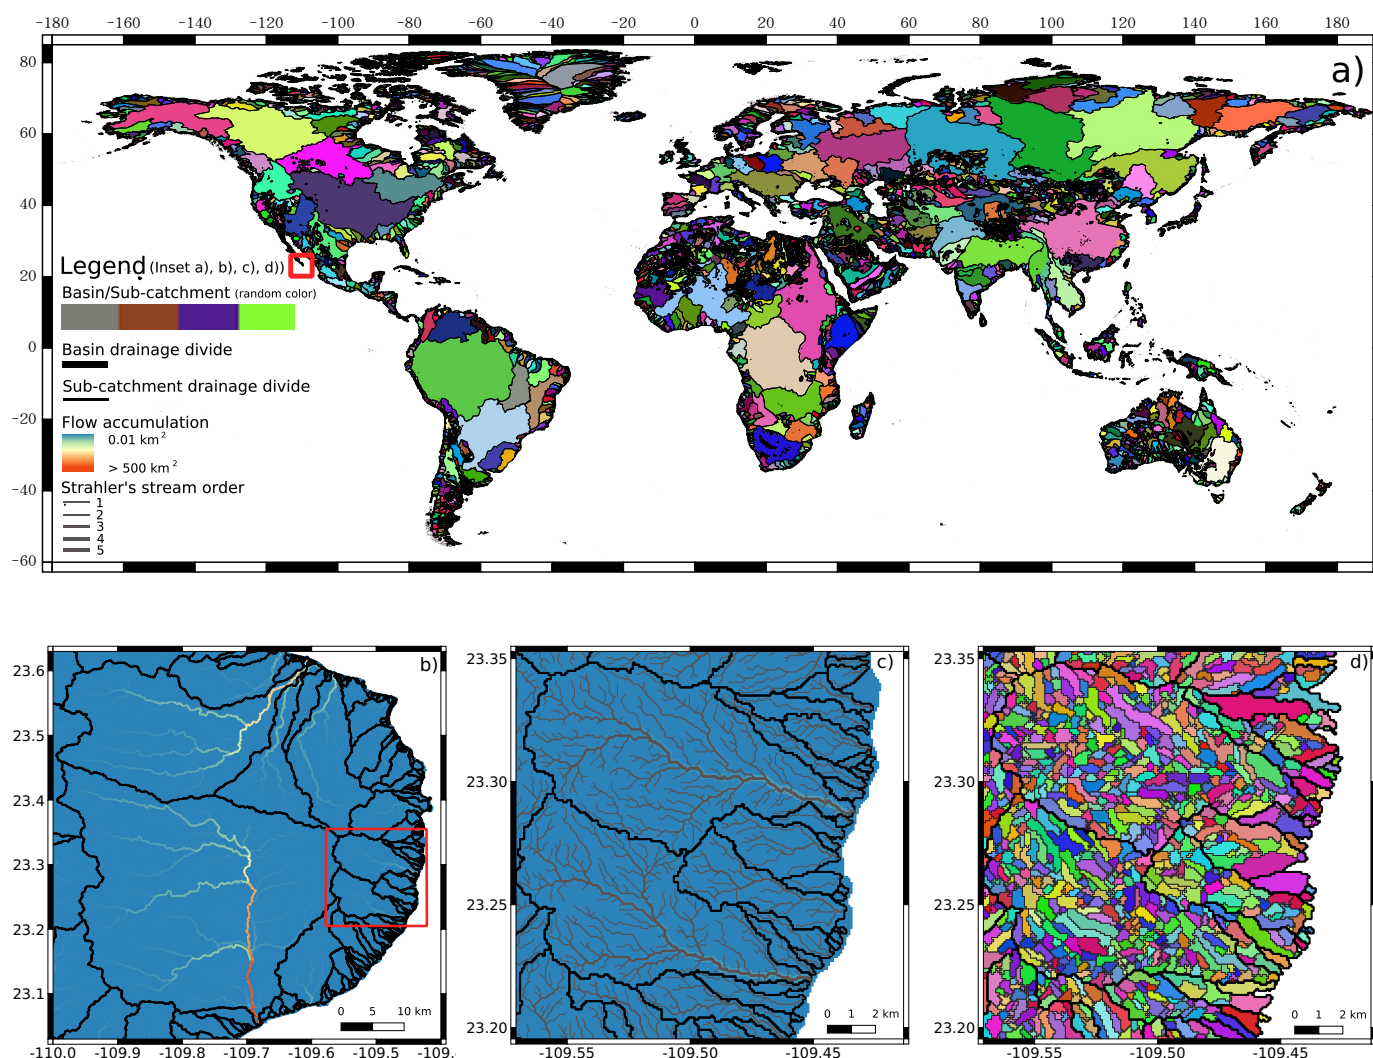 −180 −160 −140 −120 −100 −80 −60 −40 −20 0 20 40 60 80 100 120 140 160 180
a)
80
60
40
20
0
−20
−40
−60
Legend (Inset a), b), c), d))
Basin/Sub-catchment (random color)
Basin drainage divide
Sub-catchment drainage divide
Flow accumulation
0.01 km 2
> 500 km 2
Strahler's stream order
1
2
3
4
5
b)
23.6
23.5
23.4
23.3
23.2
23.1
0 5 10 km
-110.0 -109.9 -109.8 -109.7 -109.6 -109.5 -109.
c)
23.35
23.30
23.25
23.20
0 1 2 km
-109.55 -109.50 -109.45
d)
23.35
23.30
23.25
23.20
0 1 2 km
-109.55 -109.50 -109.45